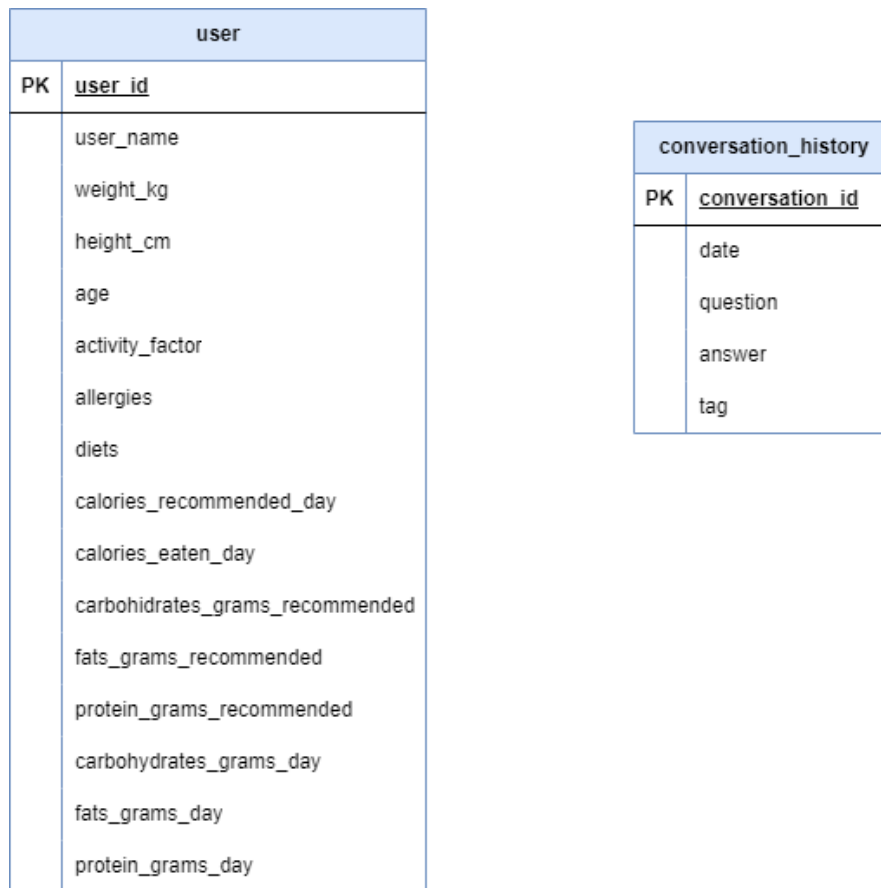 user
PK user_id
user_name
weight_kg
height_cm
age
activity_factor
allergies
diets
calories_recommended_day
calories_eaten_day
carbohidrates_grams_recommended
fats_grams_recommended
protein_grams_recommended
carbohydrates_grams_day
fats_grams_day
protein_grams_day
conversation_history
PK conversation_id
date
question
answer
tag